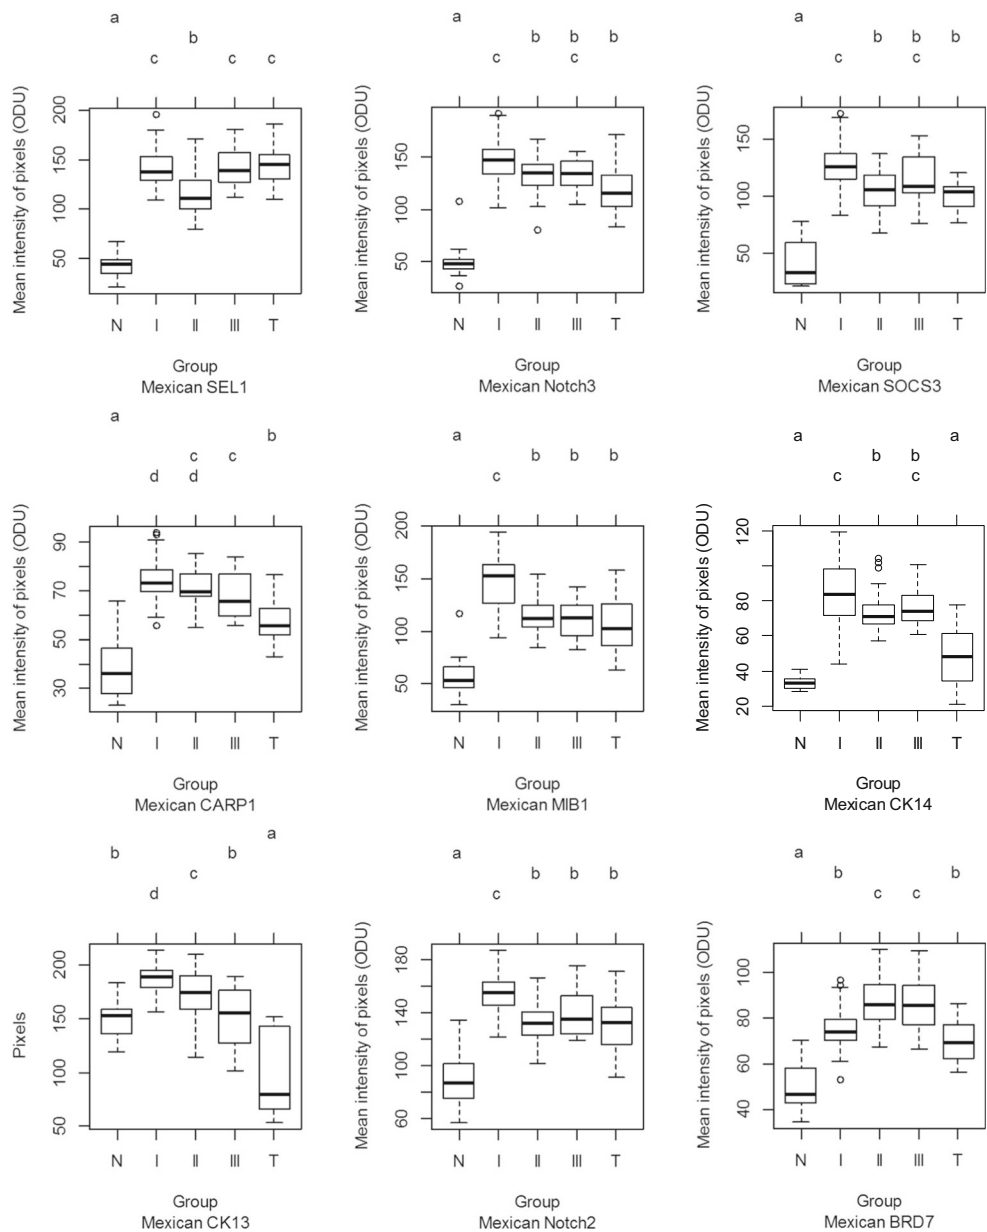 a b b b a b b b
c c c c c c
a
Mean intensity of pixels (ODU)
50 100 150 200
N I II III T
Group
Mexican SEL1
Mean intensity of pixels (ODU)
50 100 150
N I II III T
Group
Mexican Notch3
Mean intensity of pixels (ODU)
50 100 150
N I II III T
Group
Mexican SOCS3
a
b
c c
d d
Mean intensity of pixels (ODU)
30 50 70 90
N I II III T
Group
Mexican CARP1
a
b b b
c
Mean intensity of pixels (ODU)
50 100 150 200
N I II III T
Group
Mexican MIB1
a a
b b
c c
Mean intensity of pixels (ODU)
20 40 60 80 100 120
N I II III T
Group
Mexican CK14
a
b b
c
d
Pixels
50 100 150 200
N I II III T
Group
Mexican CK13
a
b b b
c
Mean intensity of pixels (ODU)
60 100 140 180
N I II III T
Group
Mexican Notch2
a
b b
c c
Mean intensity of pixels (ODU)
40 60 80 100
N I II III T
Group
Mexican BRD7